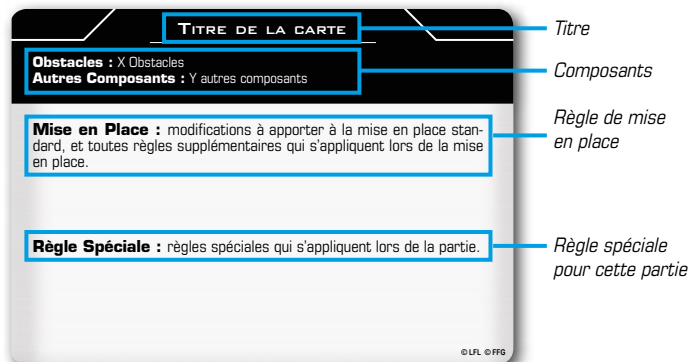 Titre de la carte
Titre
Obstacles : X Obstacles
Autres Composants : Y autres composants
Composants
Mise en Place : modifications à apporter à la mise en place stan-
dard, et toutes règles supplémentaires qui s'appliquent lors de la mise
en place.
Règle de mise
en place
Règle Spéciale : règles spéciales qui s'appliquent lors de la partie.
Règle spéciale
pour cette partie
© LFL © FFG